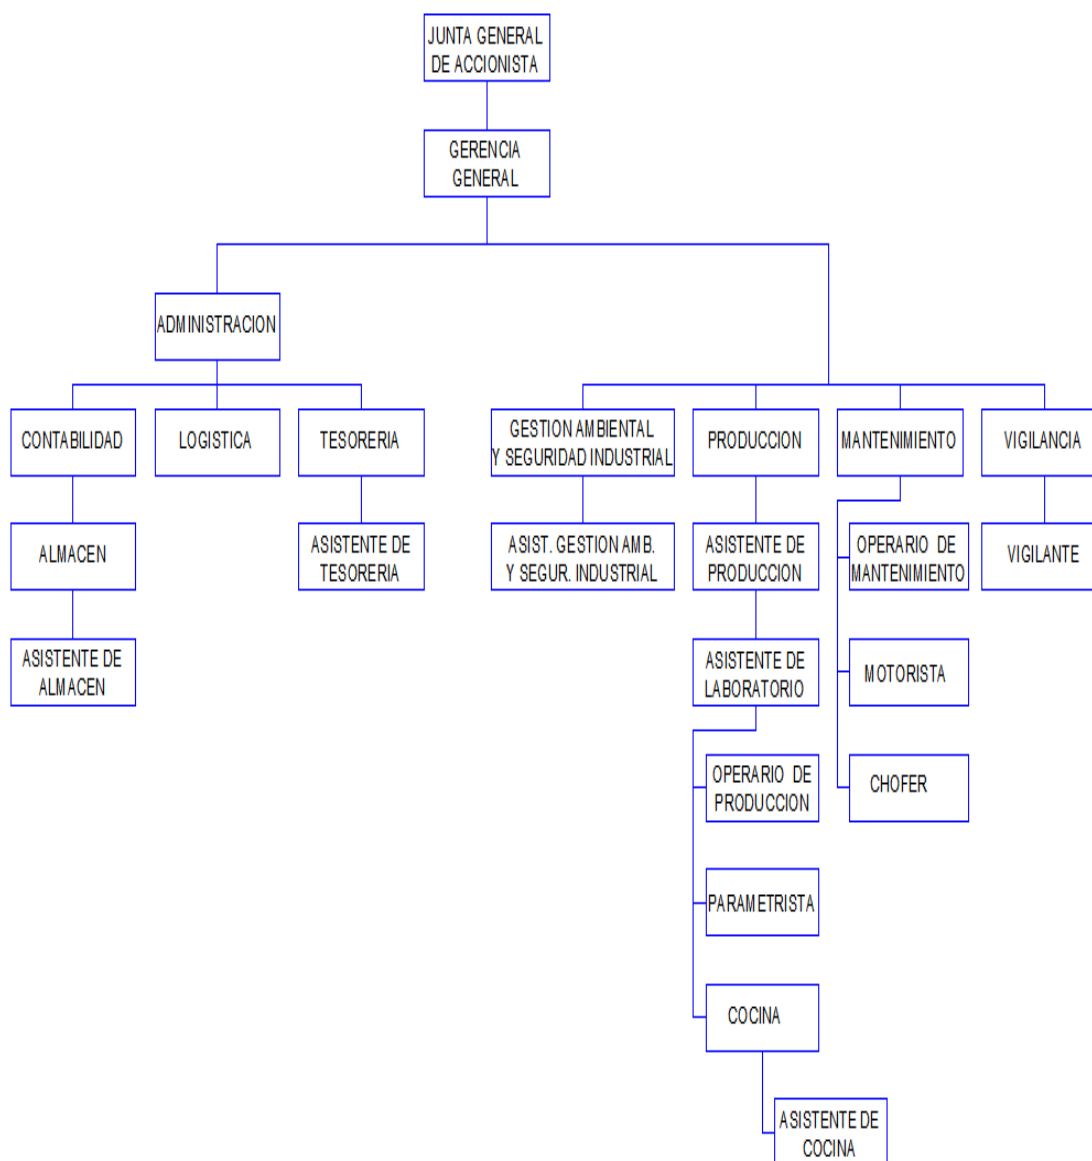 JUNTA GENERAL
DE ACCIONISTA
GERENCIA
GENERAL
ADMINISTRACION
CONTABILIDAD
LOGISTICA
TESORERIA
GESTION AMBIENTAL
Y SEGURIDAD INDUSTRIAL
PRODUCCION
MANTENIMIENTO
VIGILANCIA
ALMACEN
ASISTENTE DE
TESORERIA
ASIST. GESTION AMB.
Y SEGUR. INDUSTRIAL
ASISTENTE DE
PRODUCCION
OPERARIO DE
MANTENIMIENTO
VIGILANTE
ASISTENTE DE
ALMACEN
ASISTENTE DE
LABORATORIO
MOTORISTA
OPERARIO DE
PRODUCCION
CHOFER
PARAMETRISTA
COCINA
ASISTENTE DE
COCINA